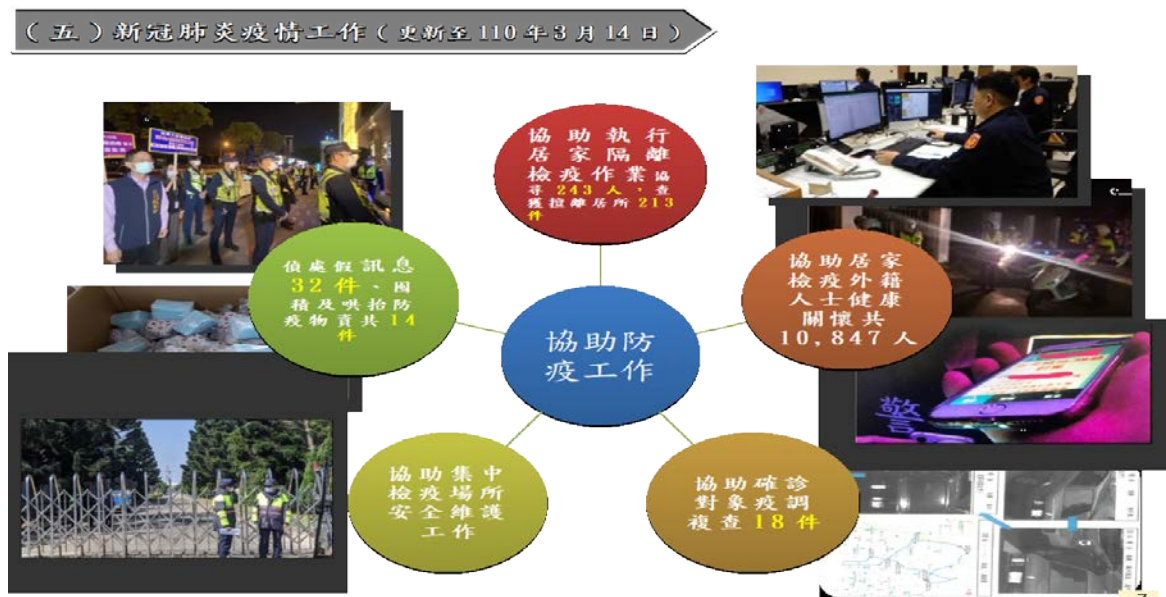 （五）新冠肺炎疫情工作（更新至110年3月14日）
協助執行
居家隔離
檢疫作業協
尋243人，查
獲擅離居所213
件
偵處假訊息
32件、囤
積及哄抬防
疫物資共14
件
協助居家
檢疫外籍
人士健康
關懷共
10,847人
協助防
疫工作
協助集中
檢疫場所
安全維護
工作
協助確診
對象疫調
複查18件
警
7